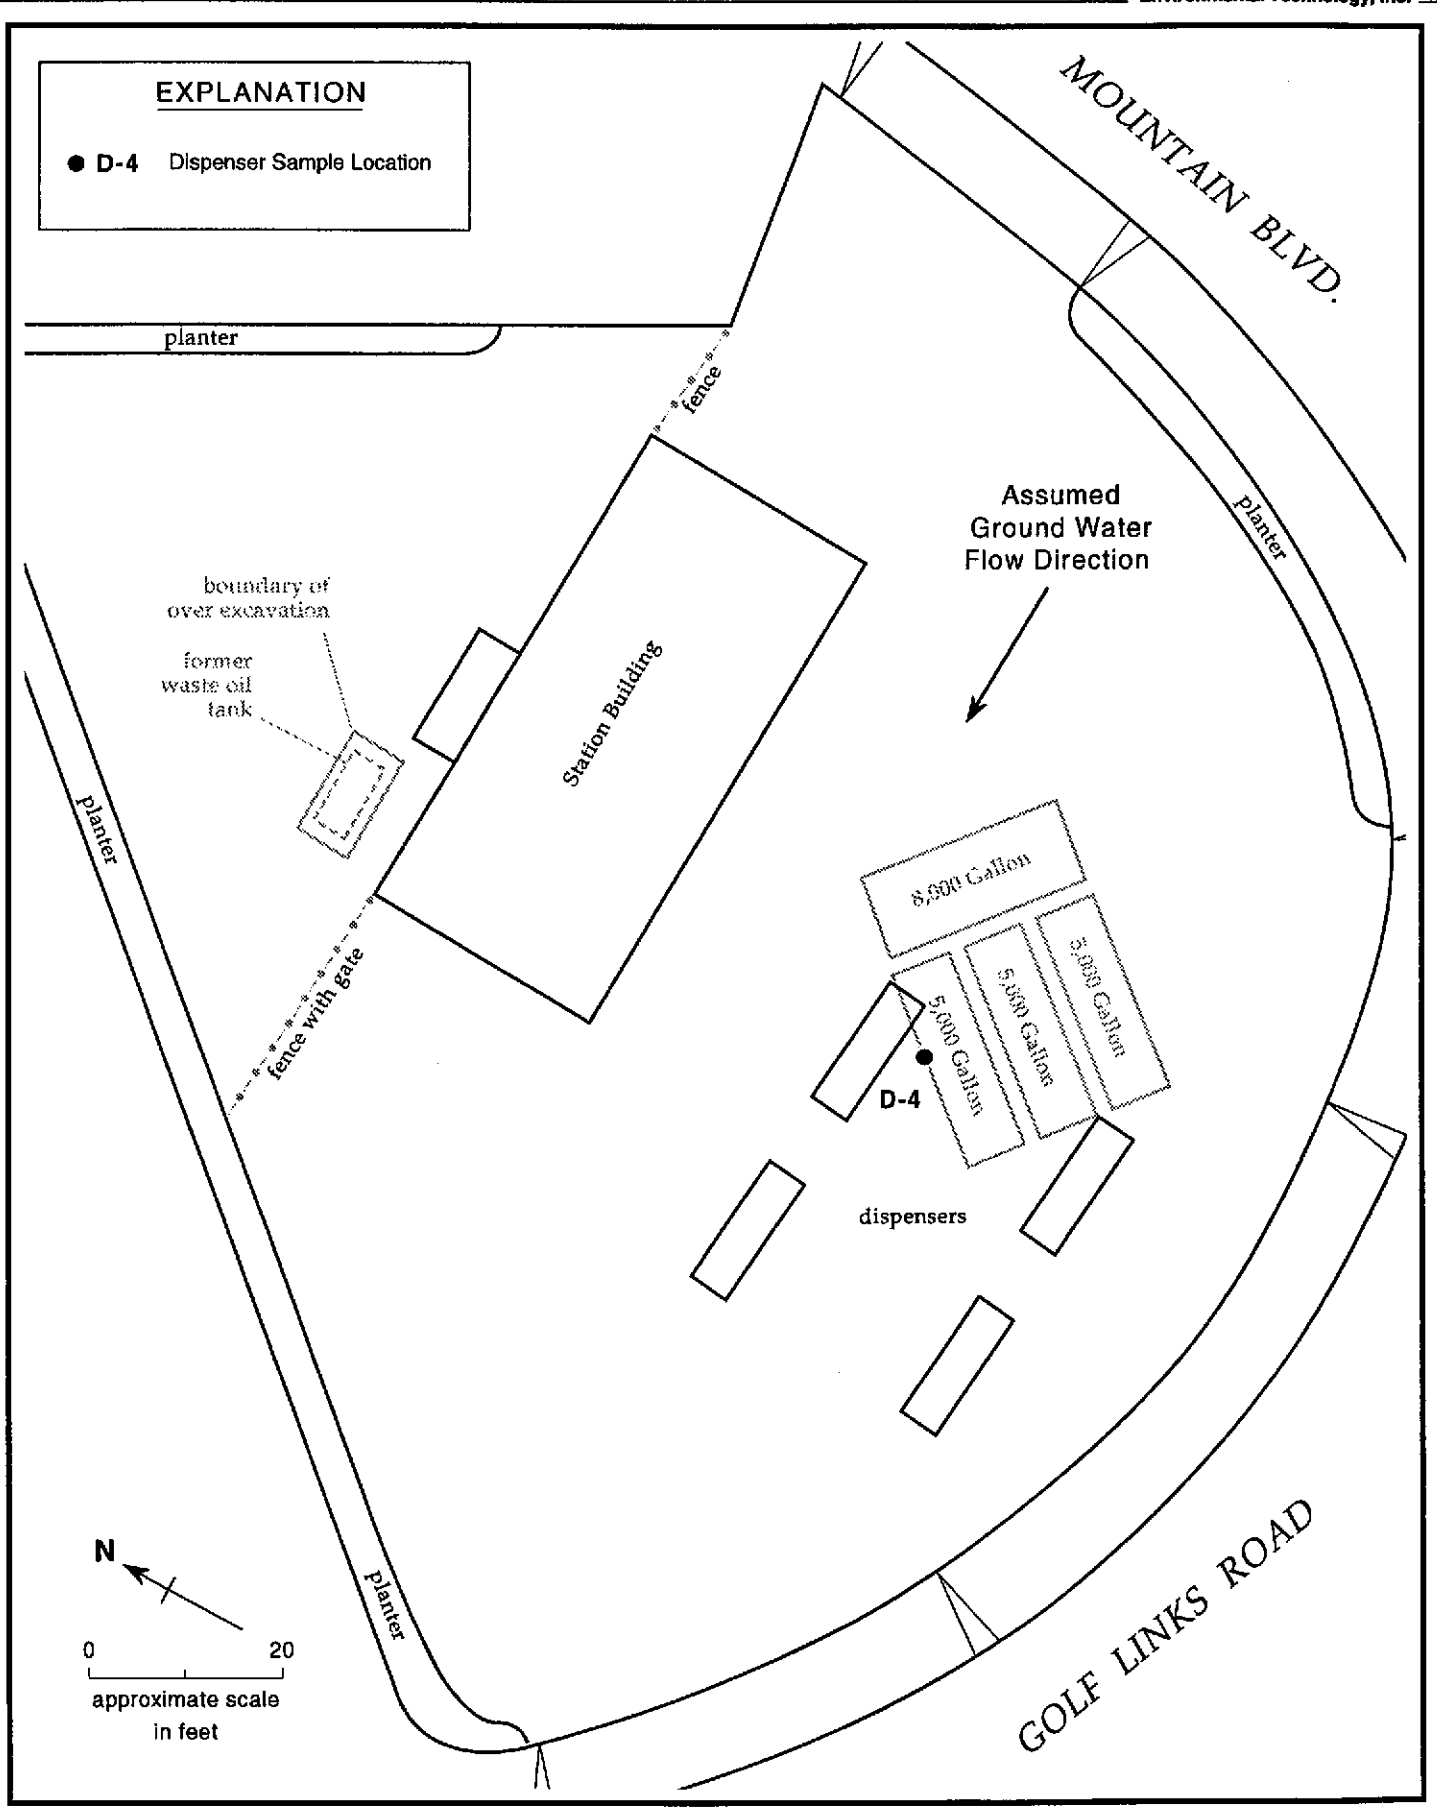 EXPLANATION
D-4 Dispenser Sample Location
MOUNTAIN BLVD.
planter
fence
Assumed
Ground Water
Flow Direction
planter
boundary of
over excavation
former
waste oil
tank
Station Building
planter
8,000 Gallon
5,000 Gallon
5,000 Gallon
5,000 Gallon
fence with gate
D-4
dispensers
N
planter
0 20
approximate scale
in feet
GOLF LINKS ROAD